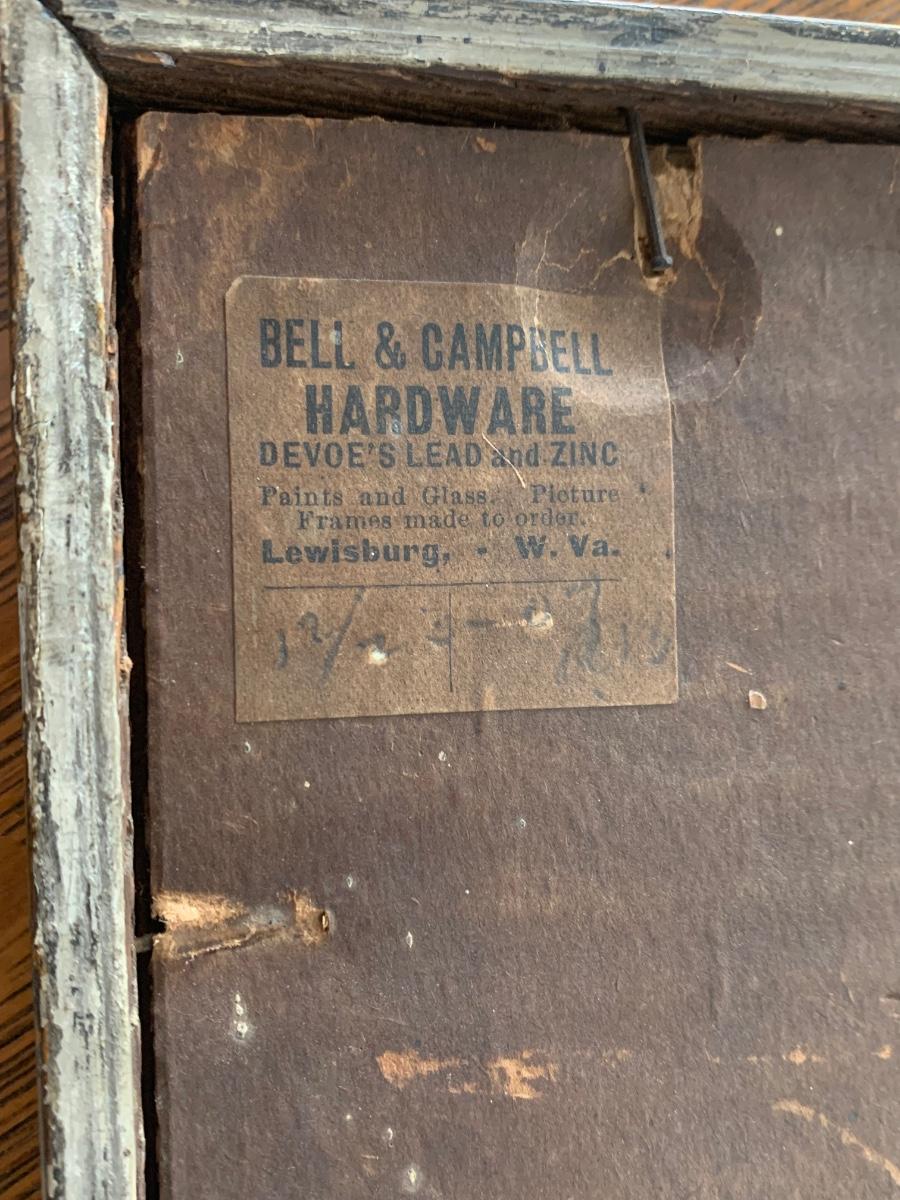 BELL & CAMPBELL
HARDWARE
DEVOE'S LEAD and ZINC
Paints and Glass. Picture
Frames made to order.
Lewisburg, - W. Va.